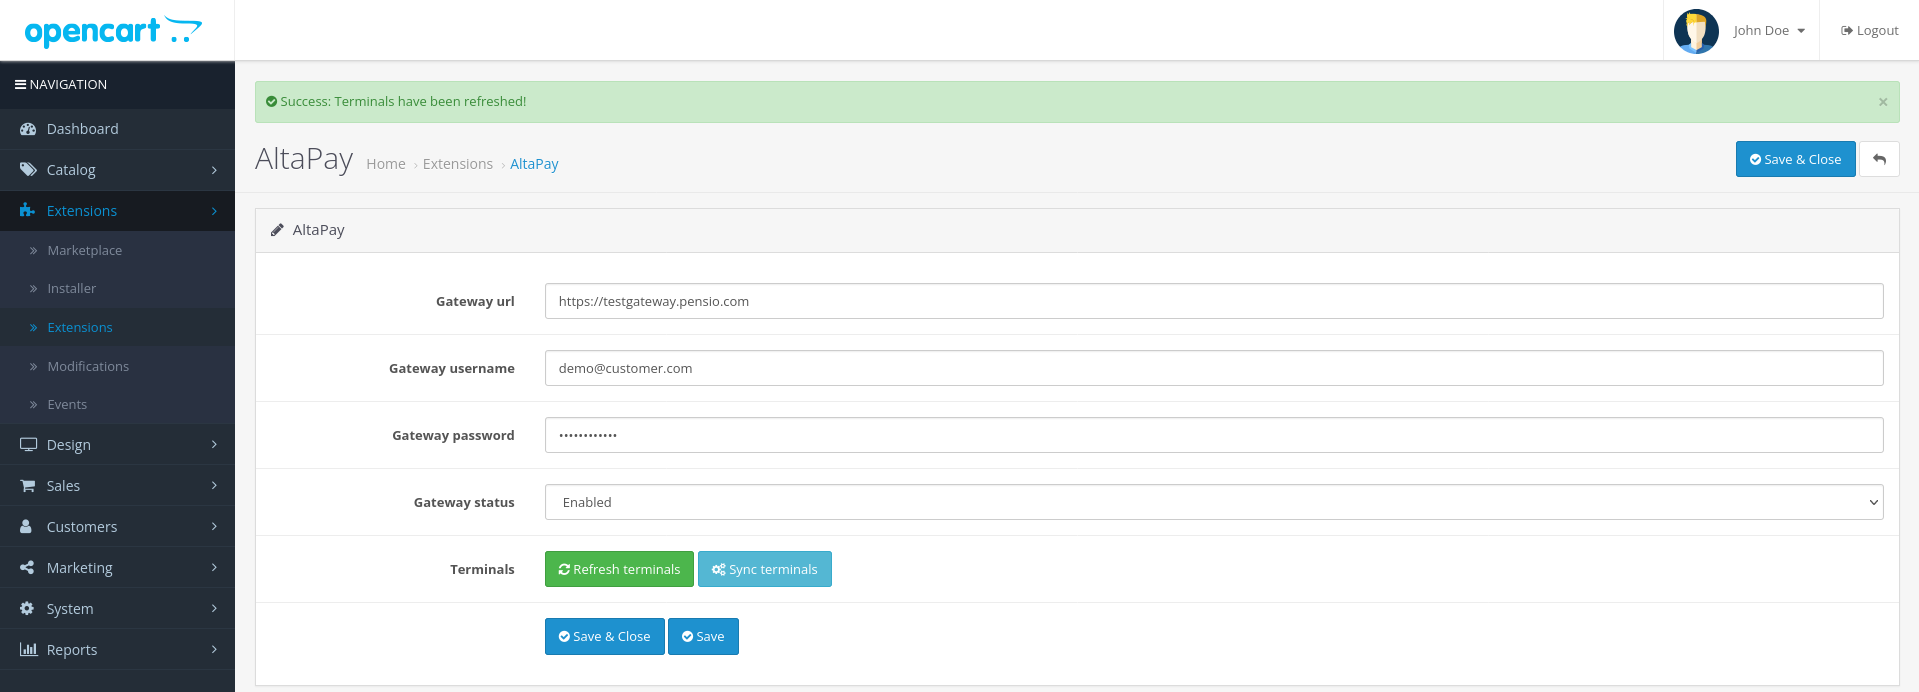 opencart
John Doe
Logout
NAVIGATION
Dashboard
Catalog
Extensions
Marketplace
Installer
Extensions
Modifications
Events
Design
Sales
Customers
Marketing
System
Reports
Success: Terminals have been refreshed!
×
AltaPay Home › Extensions › AltaPay
Save & Close
AltaPay
Gateway url https://testgateway.pensio.com
Gateway username demo@customer.com
Gateway password ••••••••••••
Gateway status Enabled
Terminals Refresh terminals Sync terminals
Save & Close Save